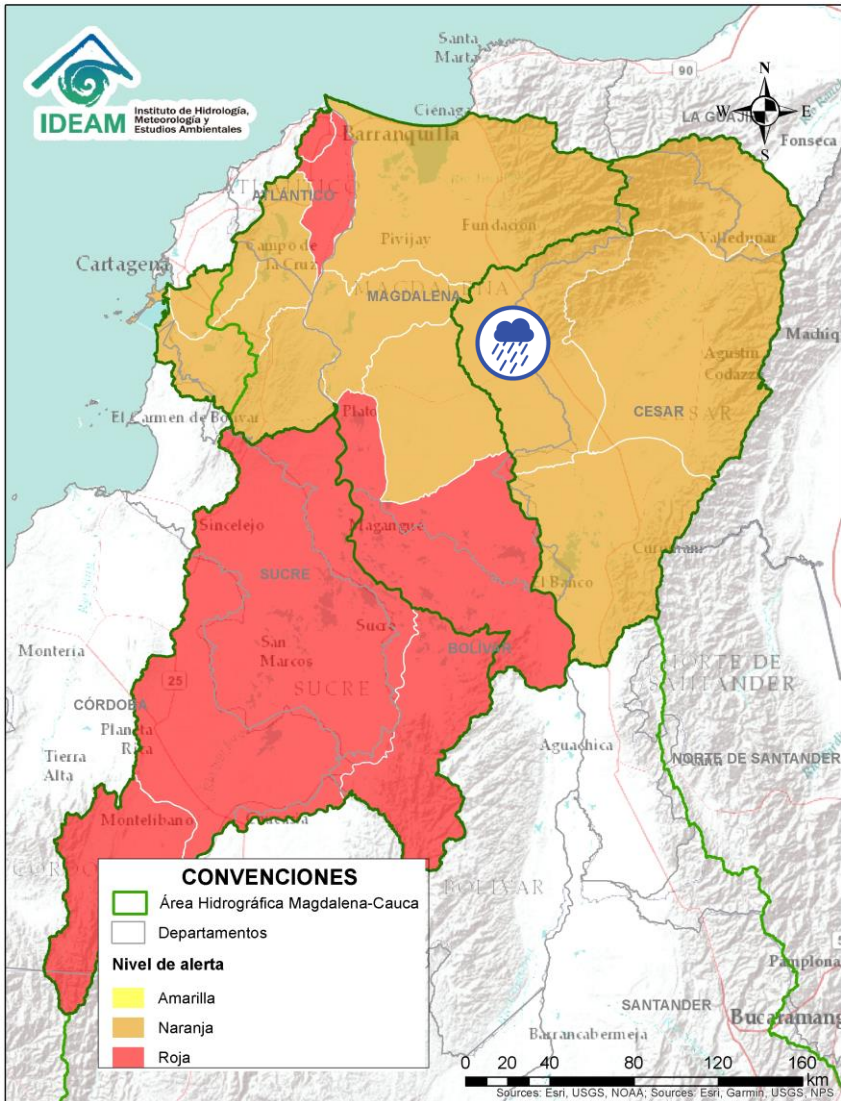 IDEAM
Instituto de Hidrología,
Meteorología y
Estudios Ambientales
Santa
Marta
90
N
W
E
S
Ciénaga
LA GUAJIRA
Fonseca
Barranquilla
ATLÁNTICO
Fundación
Valledupar
Pivijay
Campo de
la Cruz
Cartagena
MAGDALENA
Machiq
Agustín
Codazzi
CESAR
El Carmen de Bolívar
Plato
Sincelejo
Magangue
Curumaní
El Banco
SUCRE
Sucre
San
Marcos
BOLÍVAR
Montería
SUCRE
NORTE DE
SANTANDER
25
CÓRDOBA
Planeta
Rica
Aguachica
Tierra
Alta
NORTE DE SANTANDER
Montelíbano
BOLÍVAR
CONVENCIONES
Área Hidrográfica Magdalena-Cauca
Departamentos
Nivel de alerta
Amarilla
Naranja
Roja
Pamplona
SANTANDER
Bucaramang
Barrancabermeja
0 20 40 80 120 160
km
Sources: Esri, USGS, NOAA; Sources: Esri, Garmin, USGS, NPS